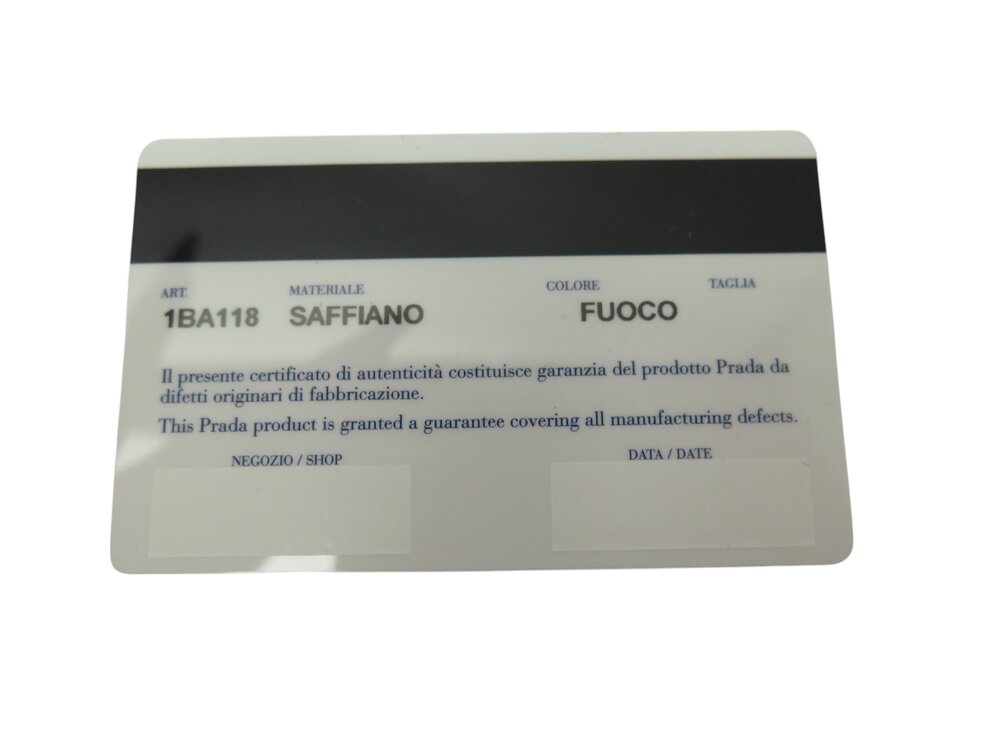 ART. MATERIALE COLORE TAGLIA
1BA118 SAFFIANO FUOCO
Il presente certificato di autenticità costituisce garanzia del prodotto Prada da
difetti originari di fabbricazione.
This Prada product is granted a guarantee covering all manufacturing defects.
NEGOZIO / SHOP DATA / DATE